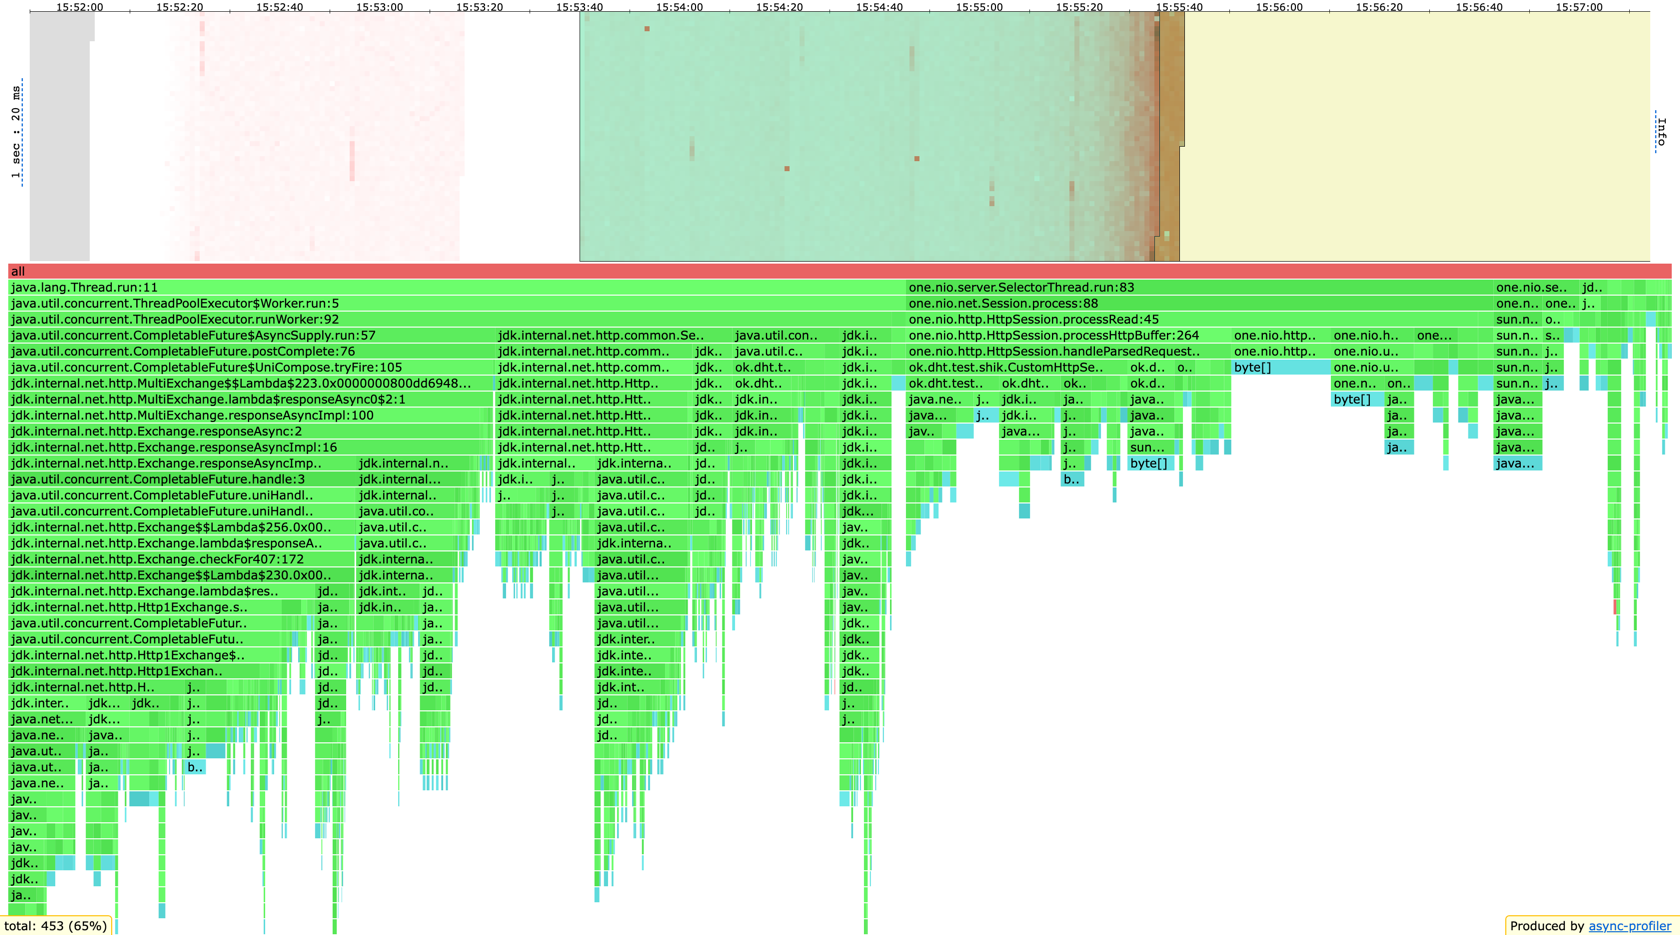 15:52:00 15:52:20 15:52:40 15:53:00 15:53:20 15:53:40 15:54:00 15:54:20 15:54:40 15:55:00 15:55:20 15:55:40 15:56:00 15:56:20 15:56:40 15:57:00
1 sec : 20 ms
Info
all
java.lang.Thread.run:11 one.nio.server.SelectorThread.run:83 one.nio.se.. jd..
java.util.concurrent.ThreadPoolExecutor$Worker.run:5 one.nio.net.Session.process:88 one.n.. one.. j..
java.util.concurrent.ThreadPoolExecutor.runWorker:92 one.nio.http.HttpSession.processRead:45 sun.n.. o..
java.util.concurrent.CompletableFuture$AsyncSupply.run:57 jdk.internal.net.http.common.Se.. java.util.con.. jdk.i.. one.nio.http.HttpSession.processHttpBuffer:264 one.nio.http.. one.nio.h.. one... sun.n.. s..
java.util.concurrent.CompletableFuture.postComplete:76 jdk.internal.net.http.comm.. jdk.. java.util.c.. jdk.i.. one.nio.http.HttpSession.handleParsedRequest.. one.nio.http.. one.nio.u.. sun.n.. j..
java.util.concurrent.CompletableFuture$UniCompose.tryFire:105 jdk.internal.net.http.comm.. jdk.. ok.dht.t.. jdk.i.. ok.dht.test.shik.CustomHttpSe.. ok.d.. o.. byte[] one.nio.u.. sun.n.. j..
jdk.internal.net.http.MultiExchange$$Lambda$223.0x0000000800dd6948... jdk.internal.net.http.Http.. jdk.. ok.dht.. jdk.i.. ok.dht.test.. ok.dht.. ok.. ok.d.. one.n.. on.. sun.n.. j..
jdk.internal.net.http.MultiExchange.lambda$responseAsync0$2:1 jdk.internal.net.http.Htt.. jdk.. jdk.in.. jdk.i.. java.ne.. j.. jdk.i.. ja.. java.. byte[] ja.. java...
jdk.internal.net.http.MultiExchange.responseAsyncImpl:100 jdk.internal.net.http.Htt.. jdk.. jdk.in... jdk.i.. java... j.. jdk.i.. ja.. java.. ja.. java...
jdk.internal.net.http.Exchange.responseAsync:2 jdk.internal.net.http.Htt.. jdk.. jdk.in.. jdk.i.. jav.. java... j.. java.. ja.. java...
jdk.internal.net.http.Exchange.responseAsyncImpl:16 jdk.internal.net.http.Htt.. jd.. j.. jdk.i.. j.. sun... ja.. java...
jdk.internal.net.http.Exchange.responseAsyncImp.. jdk.internal.n.. jdk.internal.. jdk.interna.. jd.. jdk.i.. j.. byte[] java...
java.util.concurrent.CompletableFuture.handle:3 jdk.internal... jdk.i.. j.. java.util.c.. jd.. jdk.i.. b..
java.util.concurrent.CompletableFuture.uniHandl.. jdk.internal.. j.. j.. java.util.c.. jd.. jdk.i..
java.util.concurrent.CompletableFuture.uniHandl.. java.util.co.. j.. java.util.c.. jd.. jdk...
jdk.internal.net.http.Exchange$$Lambda$256.0x00.. java.util.c.. java.util.c.. jav..
jdk.internal.net.http.Exchange.lambda$responseA.. java.util.c.. jdk.interna.. jdk..
jdk.internal.net.http.Exchange.checkFor407:172 jdk.interna.. java.util.c.. jav..
jdk.internal.net.http.Exchange$$Lambda$230.0x00.. jdk.interna.. java.util... jav..
jdk.internal.net.http.Exchange.lambda$res.. jd.. jdk.int.. jd.. java.util... jav..
jdk.internal.net.http.Http1Exchange.s.. ja.. jdk.in.. ja.. java.util... jav..
java.util.concurrent.CompletableFutur.. ja.. ja.. java.util... jdk..
java.util.concurrent.CompletableFutu.. ja.. ja.. jdk.inter.. jdk..
jdk.internal.net.http.Http1Exchange$.. jd.. jd.. jdk.inte.. jdk..
jdk.internal.net.http.Http1Exchan.. jd.. jd.. jdk.inte.. jdk..
jdk.internal.net.http.H.. j.. jd.. jd.. jdk.int.. jd..
jdk.inter.. jdk... jdk.. j.. jd.. jd.. j..
java.net... jdk... j.. j.. jd.. j..
java.ne.. java.. j.. jd..
java.ut.. ja.. j..
java.ut.. ja.. b..
java.ne.. ja..
jav..
jav..
jav..
jav..
jdk..
jdk..
ja..
total: 453 (65%)
Produced by async-profiler